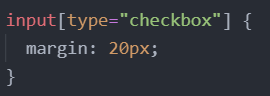 input[type="checkbox"] {
  margin: 20px;
}